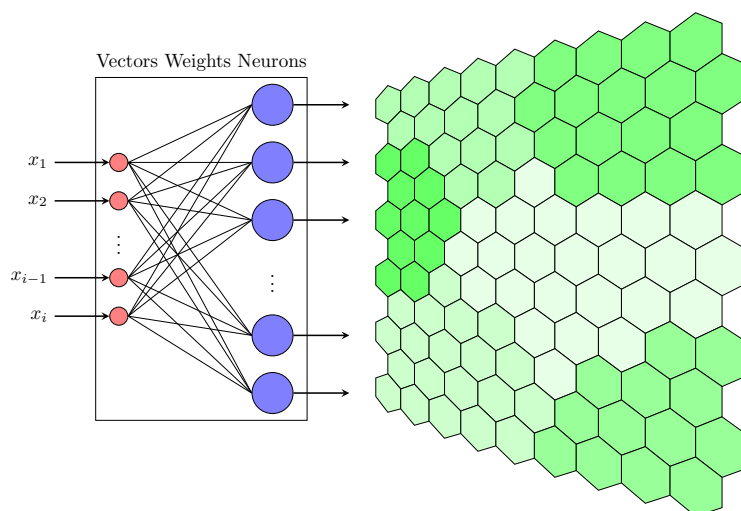 Vectors Weights Neurons
x₁
x₂
⋮
xᵢ₋₁
⋮
xᵢ